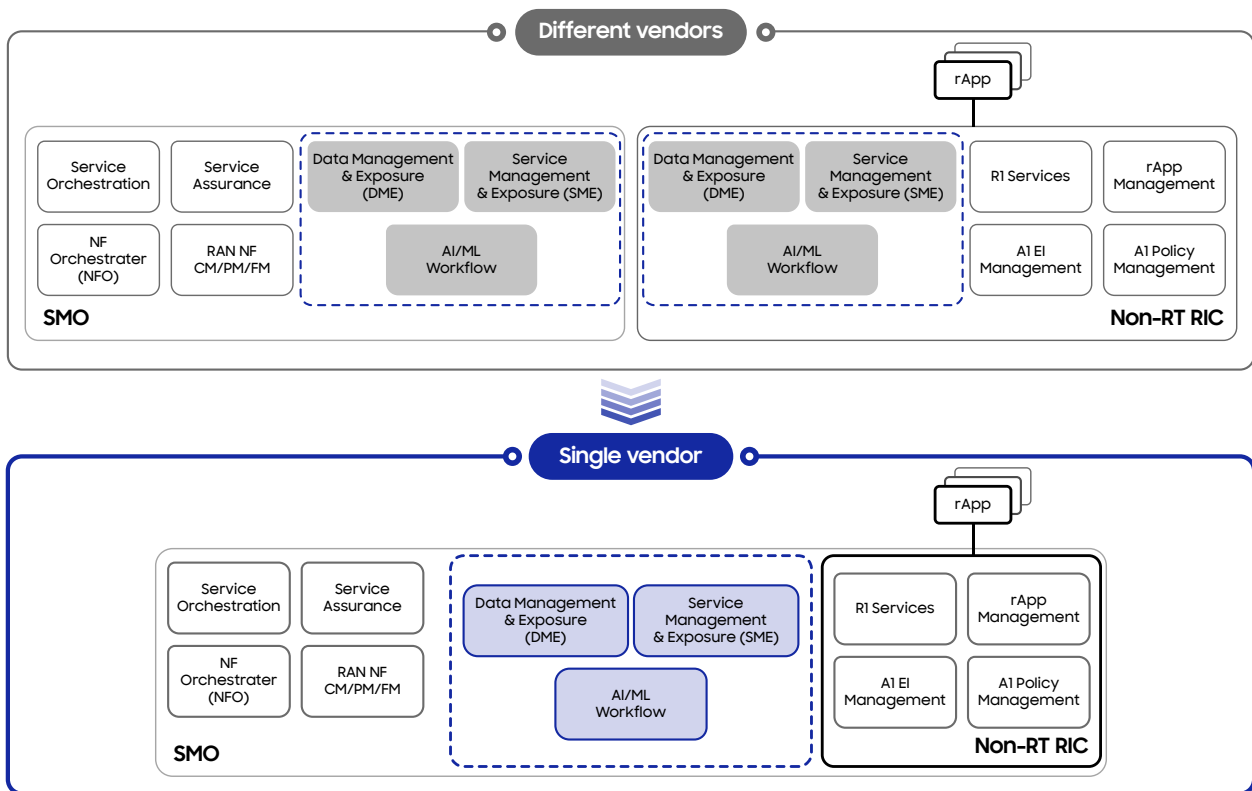 Different vendors
rApp
Service
Orchestration
Service
Assurance
Data Management
& Exposure
(DME)
Service
Management
& Exposure (SME)
NF
Orchestrater
(NFO)
RAN NF
CM/PM/FM
AI/ML
Workflow
SMO
Data Management
& Exposure
(DME)
Service
Management
& Exposure (SME)
R1 Services
rApp
Management
AI/ML
Workflow
A1 EI
Management
A1 Policy
Management
Non-RT RIC
Single vendor
rApp
Service
Orchestration
Service
Assurance
Data Management
& Exposure
(DME)
Service
Management
& Exposure (SME)
R1 Services
rApp
Management
NF
Orchestrater
(NFO)
RAN NF
CM/PM/FM
AI/ML
Workflow
A1 EI
Management
A1 Policy
Management
SMO
Non-RT RIC